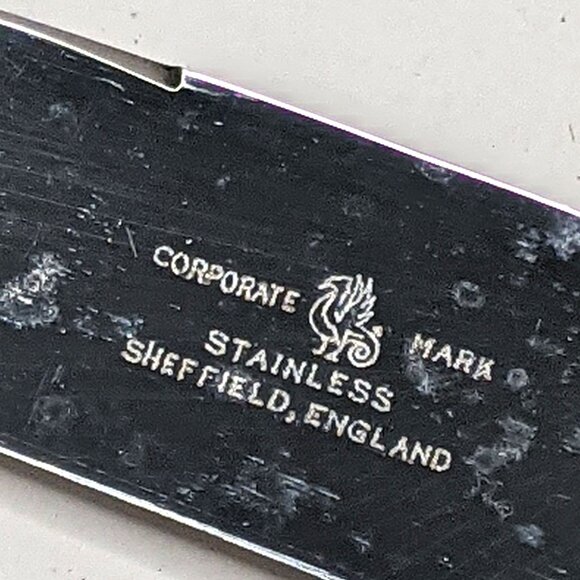 CORPORATE MARK
STAINLESS
SHEFFIELD, ENGLAND